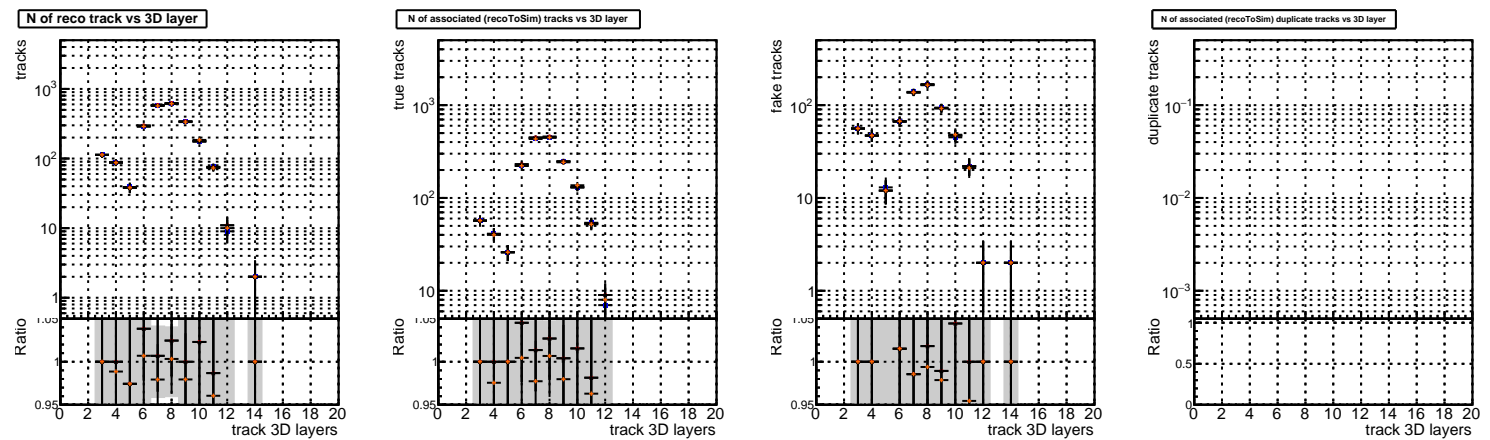 N of reco track vs 3D layer
tracks
10³
10²
10
1
Ratio
1.05
1
0.95
0 2 4 6 8 10 12 14 16 18 20
track 3D layers
N of associated (recoToSim) tracks vs 3D layer
true tracks
10³
10²
10
Ratio
1.05
1
0.95
0 2 4 6 8 10 12 14 16 18 20
track 3D layers
fake tracks
10²
10
1
Ratio
1.05
1
0.95
0 2 4 6 8 10 12 14 16 18 20
track 3D layers
N of associated (recoToSim) duplicate tracks vs 3D layer
duplicate tracks
10⁻¹
10⁻²
10⁻³
Ratio
1
0.5
0
0 2 4 6 8 10 12 14 16 18 20
track 3D layers